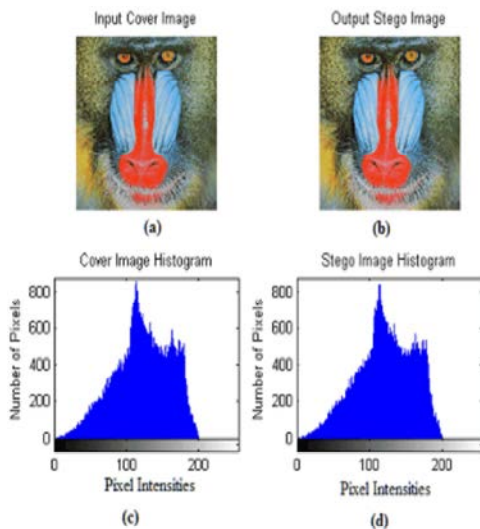 Input Cover Image
Output Stego Image
(a)
(b)
Cover Image Histogram
Stego Image Histogram
800
600
400
200
0
Number of Pixels
0 100 200
Pixel Intensities
800
600
400
200
0
Number of Pixels
0 100 200
Pixel Intensities
(c)
(d)